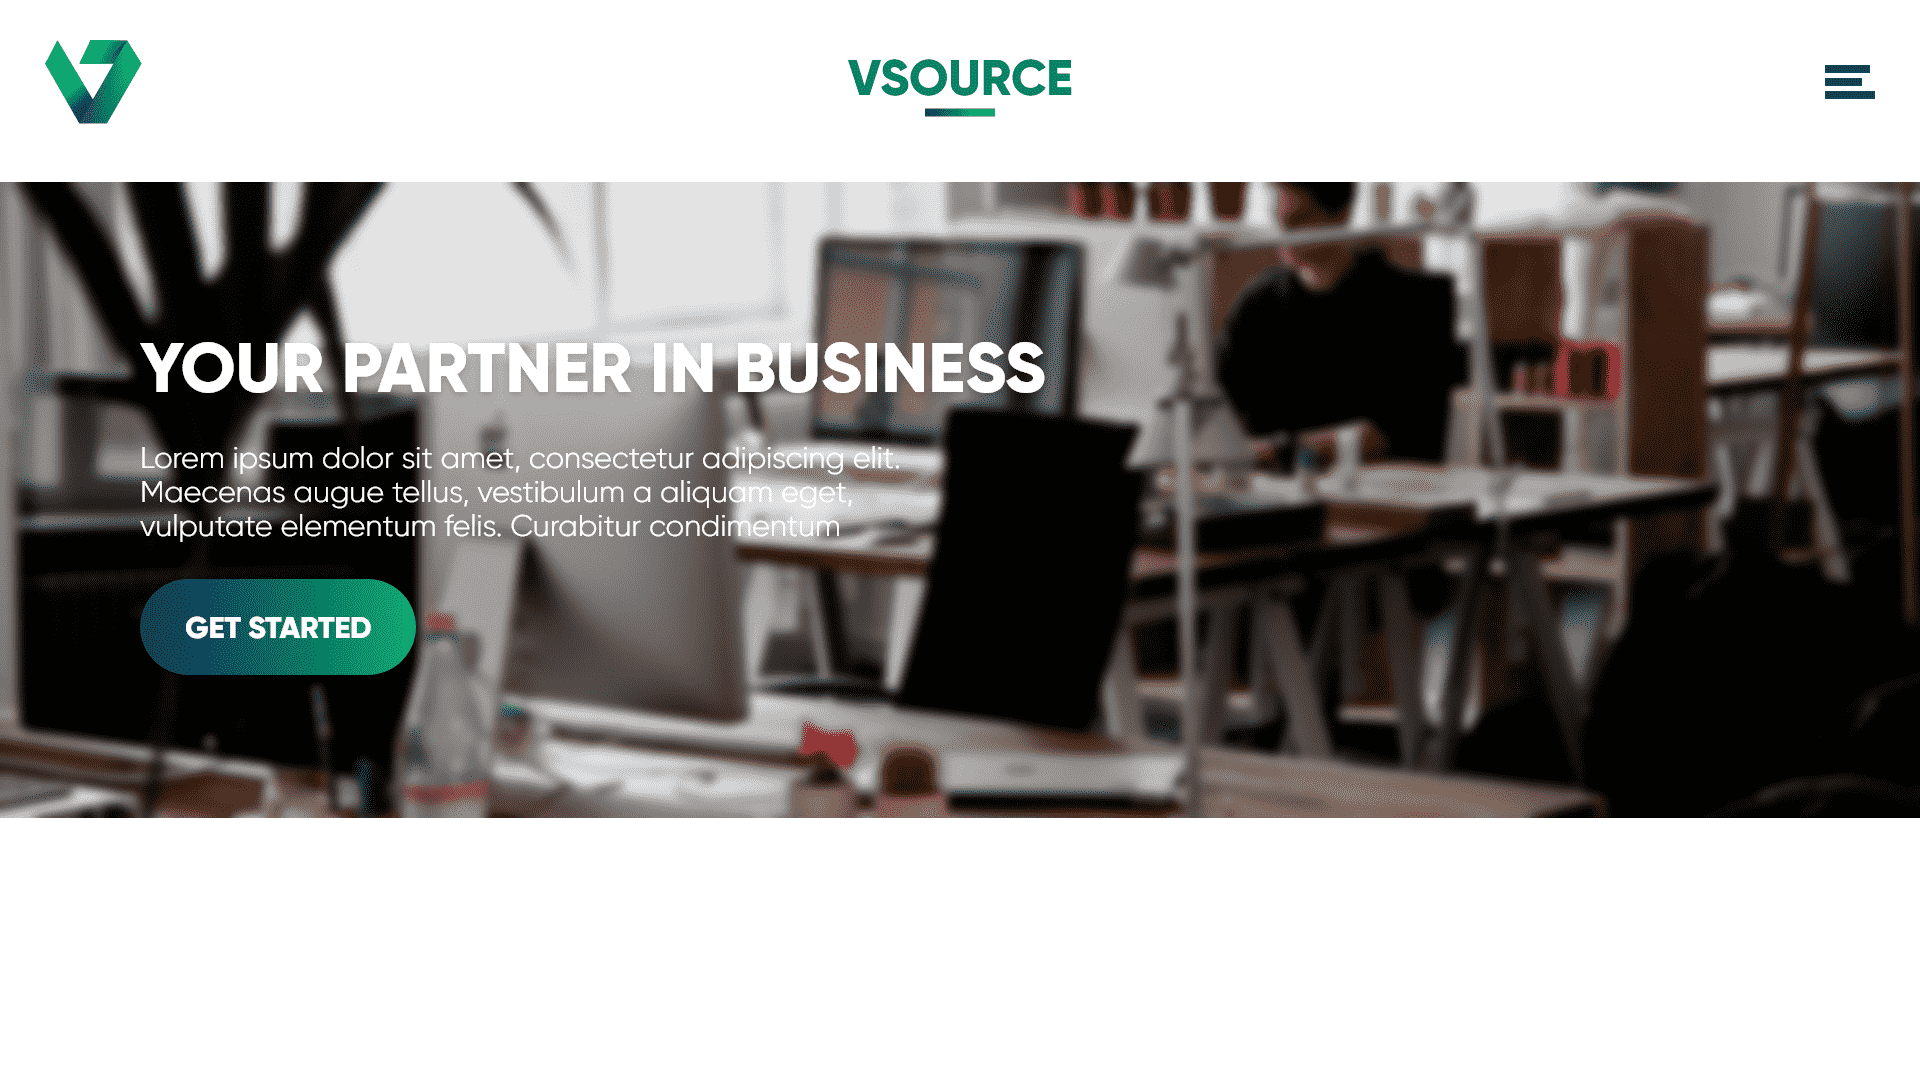 VSOURCE
YOUR PARTNER IN BUSINESS
Lorem ipsum dolor sit amet, consectetur adipiscing elit.
Maecenas augue tellus, vestibulum a aliquam eget,
vulputate elementum felis. Curabitur condimentum
GET STARTED